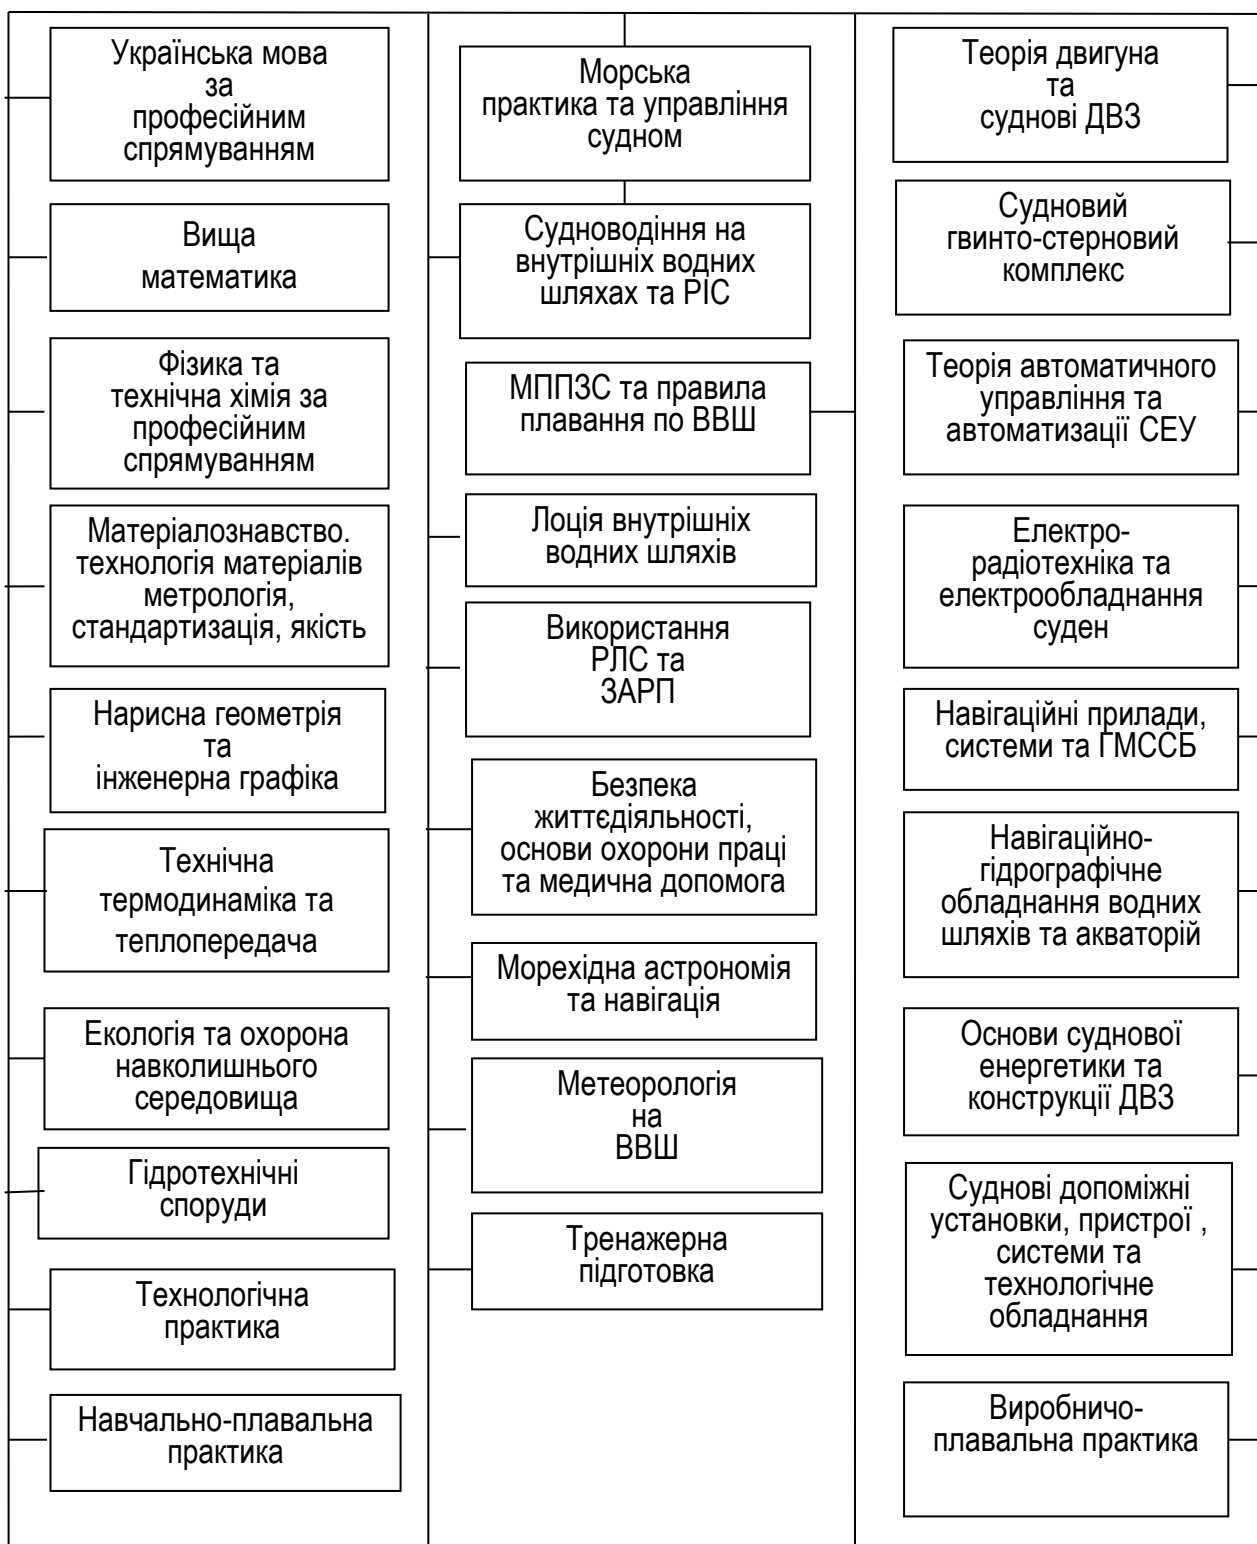 Українська мова
за
професійним
спрямуванням
Вища
математика
Фізика та
технічна хімія за
професійним
спрямуванням
Матеріалознавство.
технологія матеріалів
метрологія,
стандартизація, якість
Нарисна геометрія
та
інженерна графіка
Технічна
термодинаміка та
теплопередача
Екологія та охорона
навколишнього
середовища
Гідротехнічні
споруди
Технологічна
практика
Навчально-плавальна
практика
Морська
практика та управління
судном
Судноводіння на
внутрішніх водних
шляхах та РІС
МППЗС та правила
плавання по ВВШ
Лоція внутрішніх
водних шляхів
Використання
РЛС та
ЗАРП
Безпека
життєдіяльності,
основи охорони праці
та медична допомога
Морехідна астрономія
та навігація
Метеорологія
на
ВВШ
Тренажерна
підготовка
Теорія двигуна
та
суднові ДВЗ
Судновий
гвинто-стерновий
комплекс
Теорія автоматичного
управління та
автоматизації СЕУ
Електро-
радіотехніка та
електрообладнання
суден
Навігаційні прилади,
системи та ГМССБ
Навігаційно-
гідрографічне
обладнання водних
шляхів та акваторій
Основи суднової
енергетики та
конструкції ДВЗ
Суднові допоміжні
установки, пристрої ,
системи та
технологічне
обладнання
Виробничо-
плавальна практика